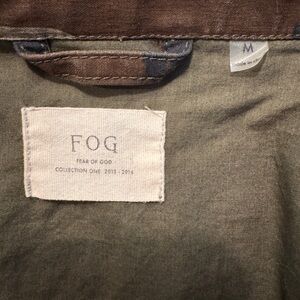 M
FOG
FEAR OF GOD
COLLECTION ONE 2015 - 2016